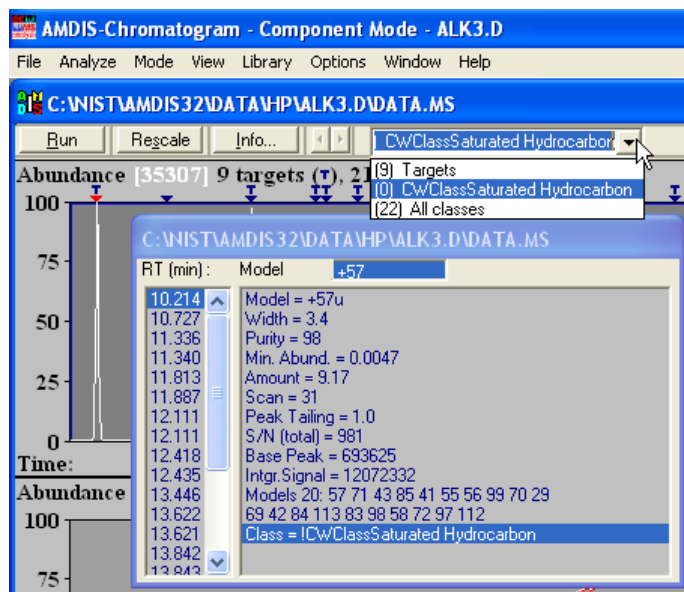 AMDIS-Chromatogram - Component Mode - ALK3.D
File Analyze Mode View Library Options Window Help
C:\NIST\AMDIS32\DATA\HP\ALK3.D\DATA.MS
Run Rescale Info... CWClassSaturated Hydrocarbon
Abundance [35307] 9 targets (T), 21
(9) Targets
(0) CWClassSaturated Hydrocarbon
(22) All classes
T T T T T T
100
75
50
25
0
Time:
Abundance
100
75
C:\NIST\AMDIS32\DATA\HP\ALK3.D\DATA.MS
RT (min): Model +57
10.214
10.727
11.336
11.340
11.813
11.887
12.111
12.111
12.418
12.435
13.446
13.622
13.621
13.842
13.843
Model = +57u
Width = 3.4
Purity = 98
Min. Abund. = 0.0047
Amount = 9.17
Scan = 31
Peak Tailing = 1.0
S/N (total) = 981
Base Peak = 693625
Intgr.Signal = 12072332
Models 20: 57 71 43 85 41 55 56 99 70 29
69 42 84 113 83 98 58 72 97 112
Class = !CWClassSaturated Hydrocarbon